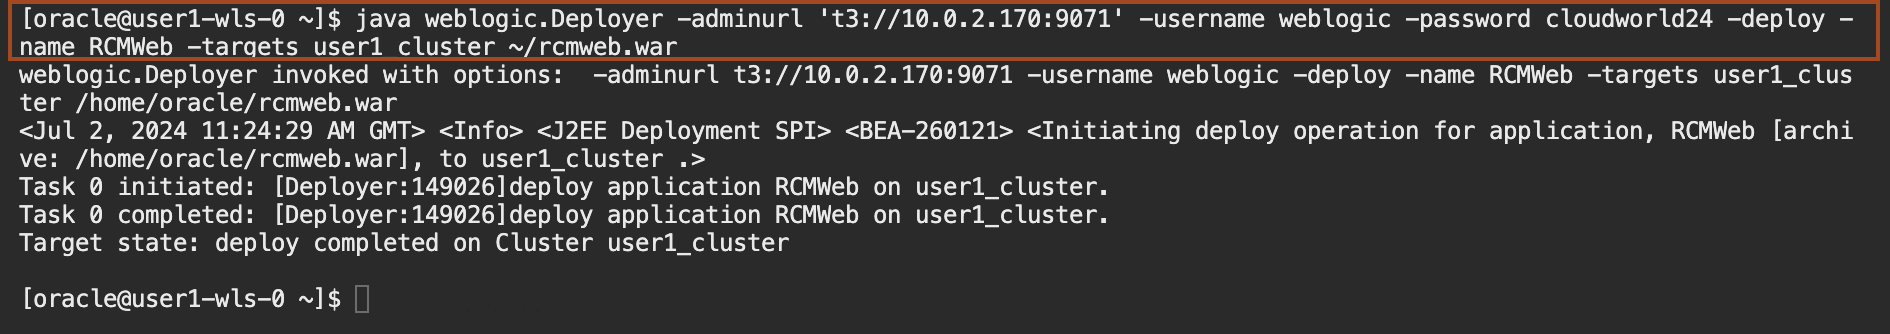 [oracle@user1-wls-0 ~]$ java weblogic.Deployer -adminurl 't3://10.0.2.170:9071' -username weblogic -password cloudworld24 -deploy -
name RCMWeb -targets user1_cluster ~/rcmweb.war
weblogic.Deployer invoked with options:  -adminurl t3://10.0.2.170:9071 -username weblogic -deploy -name RCMWeb -targets user1_clus
ter /home/oracle/rcmweb.war
<Jul 2, 2024 11:24:29 AM GMT> <Info> <J2EE Deployment SPI> <BEA-260121> <Initiating deploy operation for application, RCMWeb [archi
ve: /home/oracle/rcmweb.war], to user1_cluster .>
Task 0 initiated: [Deployer:149026]deploy application RCMWeb on user1_cluster.
Task 0 completed: [Deployer:149026]deploy application RCMWeb on user1_cluster.
Target state: deploy completed on Cluster user1_cluster
[oracle@user1-wls-0 ~]$